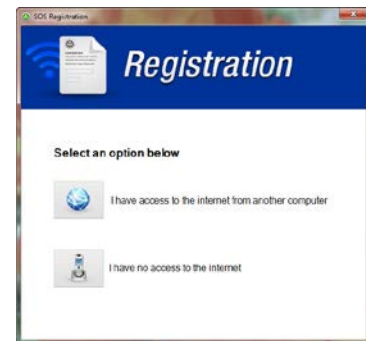 SOS Registration
Registration
Select an option below
I have access to the internet from another computer
I have no access to the internet